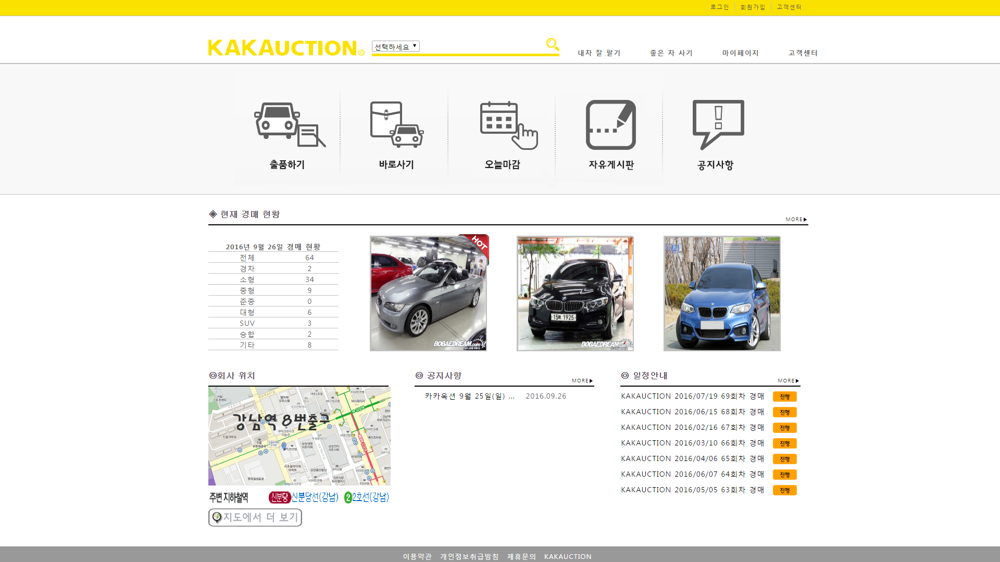 로그인 회원가입 고객센터
KAKAUCTION ©
선택하세요
내차 잘 팔기 좋은 차 사기 마이페이지 고객센터
출품하기 바로사기 오늘마감 자유게시판 공지사항
◈ 현재 경매 현황
MORE▶
2016년 9월 26일 경매 현황
전체 64
경차 2
소형 34
중형 9
준중 0
대형 6
SUV 3
승합 2
기타 8
HOT
BOBAEDREAM.com
15버 1925
BOBAEDREAM.com
◎회사 위치
강남역 8번출구
주변 지하철역 신분당 신분당선(강남) 2 2호선(강남)
지도에서 더 보기
◎ 공지사항
MORE▶
카카옥션 9월 25일(일) ... 2016.09.26
◎ 일정안내
MORE▶
KAKAUCTION 2016/07/19 69회차 경매 진행
KAKAUCTION 2016/06/15 68회차 경매 진행
KAKAUCTION 2016/02/16 67회차 경매 진행
KAKAUCTION 2016/03/10 66회차 경매 진행
KAKAUCTION 2016/04/06 65회차 경매 진행
KAKAUCTION 2016/06/07 64회차 경매 진행
KAKAUCTION 2016/05/05 63회차 경매 진행
이용약관 개인정보취급방침 제휴문의 KAKAUCTION